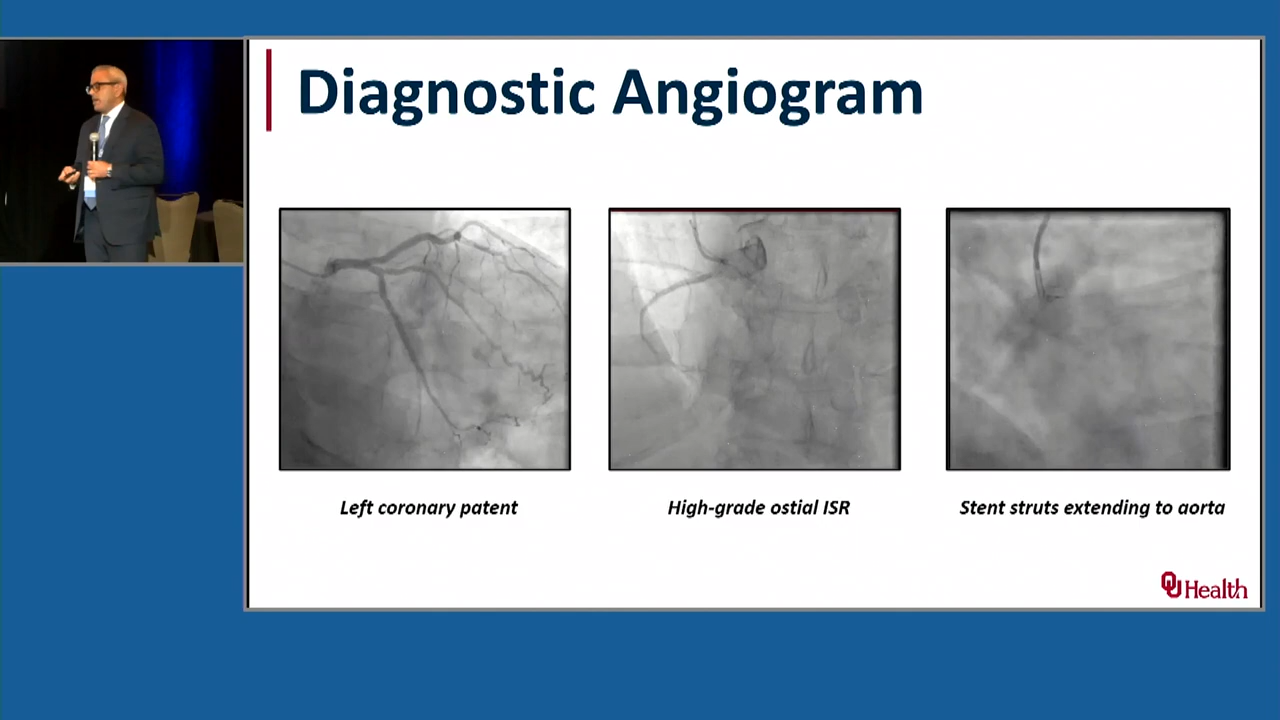 Diagnostic Angiogram
Left coronary patent
High-grade ostial ISR
Stent struts extending to aorta
OU Health